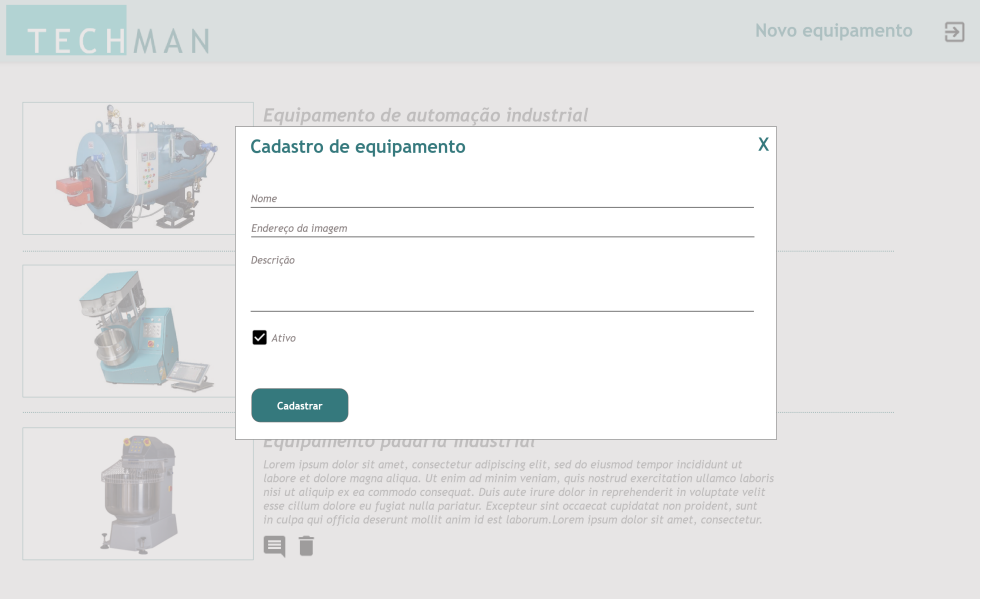 TECHMAN
Novo equipamento
Equipamento de automação industrial
Cadastro de equipamento
X
Nome
Endereço da imagem
Descrição
Ativo
Cadastrar
Equipamento padaria industrial
Lorem ipsum dolor sit amet, consectetur adipiscing elit, sed do eiusmod tempor incididunt ut
labore et dolore magna aliqua. Ut enim ad minim veniam, quis nostrud exercitation ullamco laboris
nisi ut aliquip ex ea commodo consequat. Duis aute irure dolor in reprehenderit in voluptate velit
esse cillum dolore eu fugiat nulla pariatur. Excepteur sint occaecat cupidatat non proident, sunt
in culpa qui officia deserunt mollit anim id est laborum.Lorem ipsum dolor sit amet, consectetur.